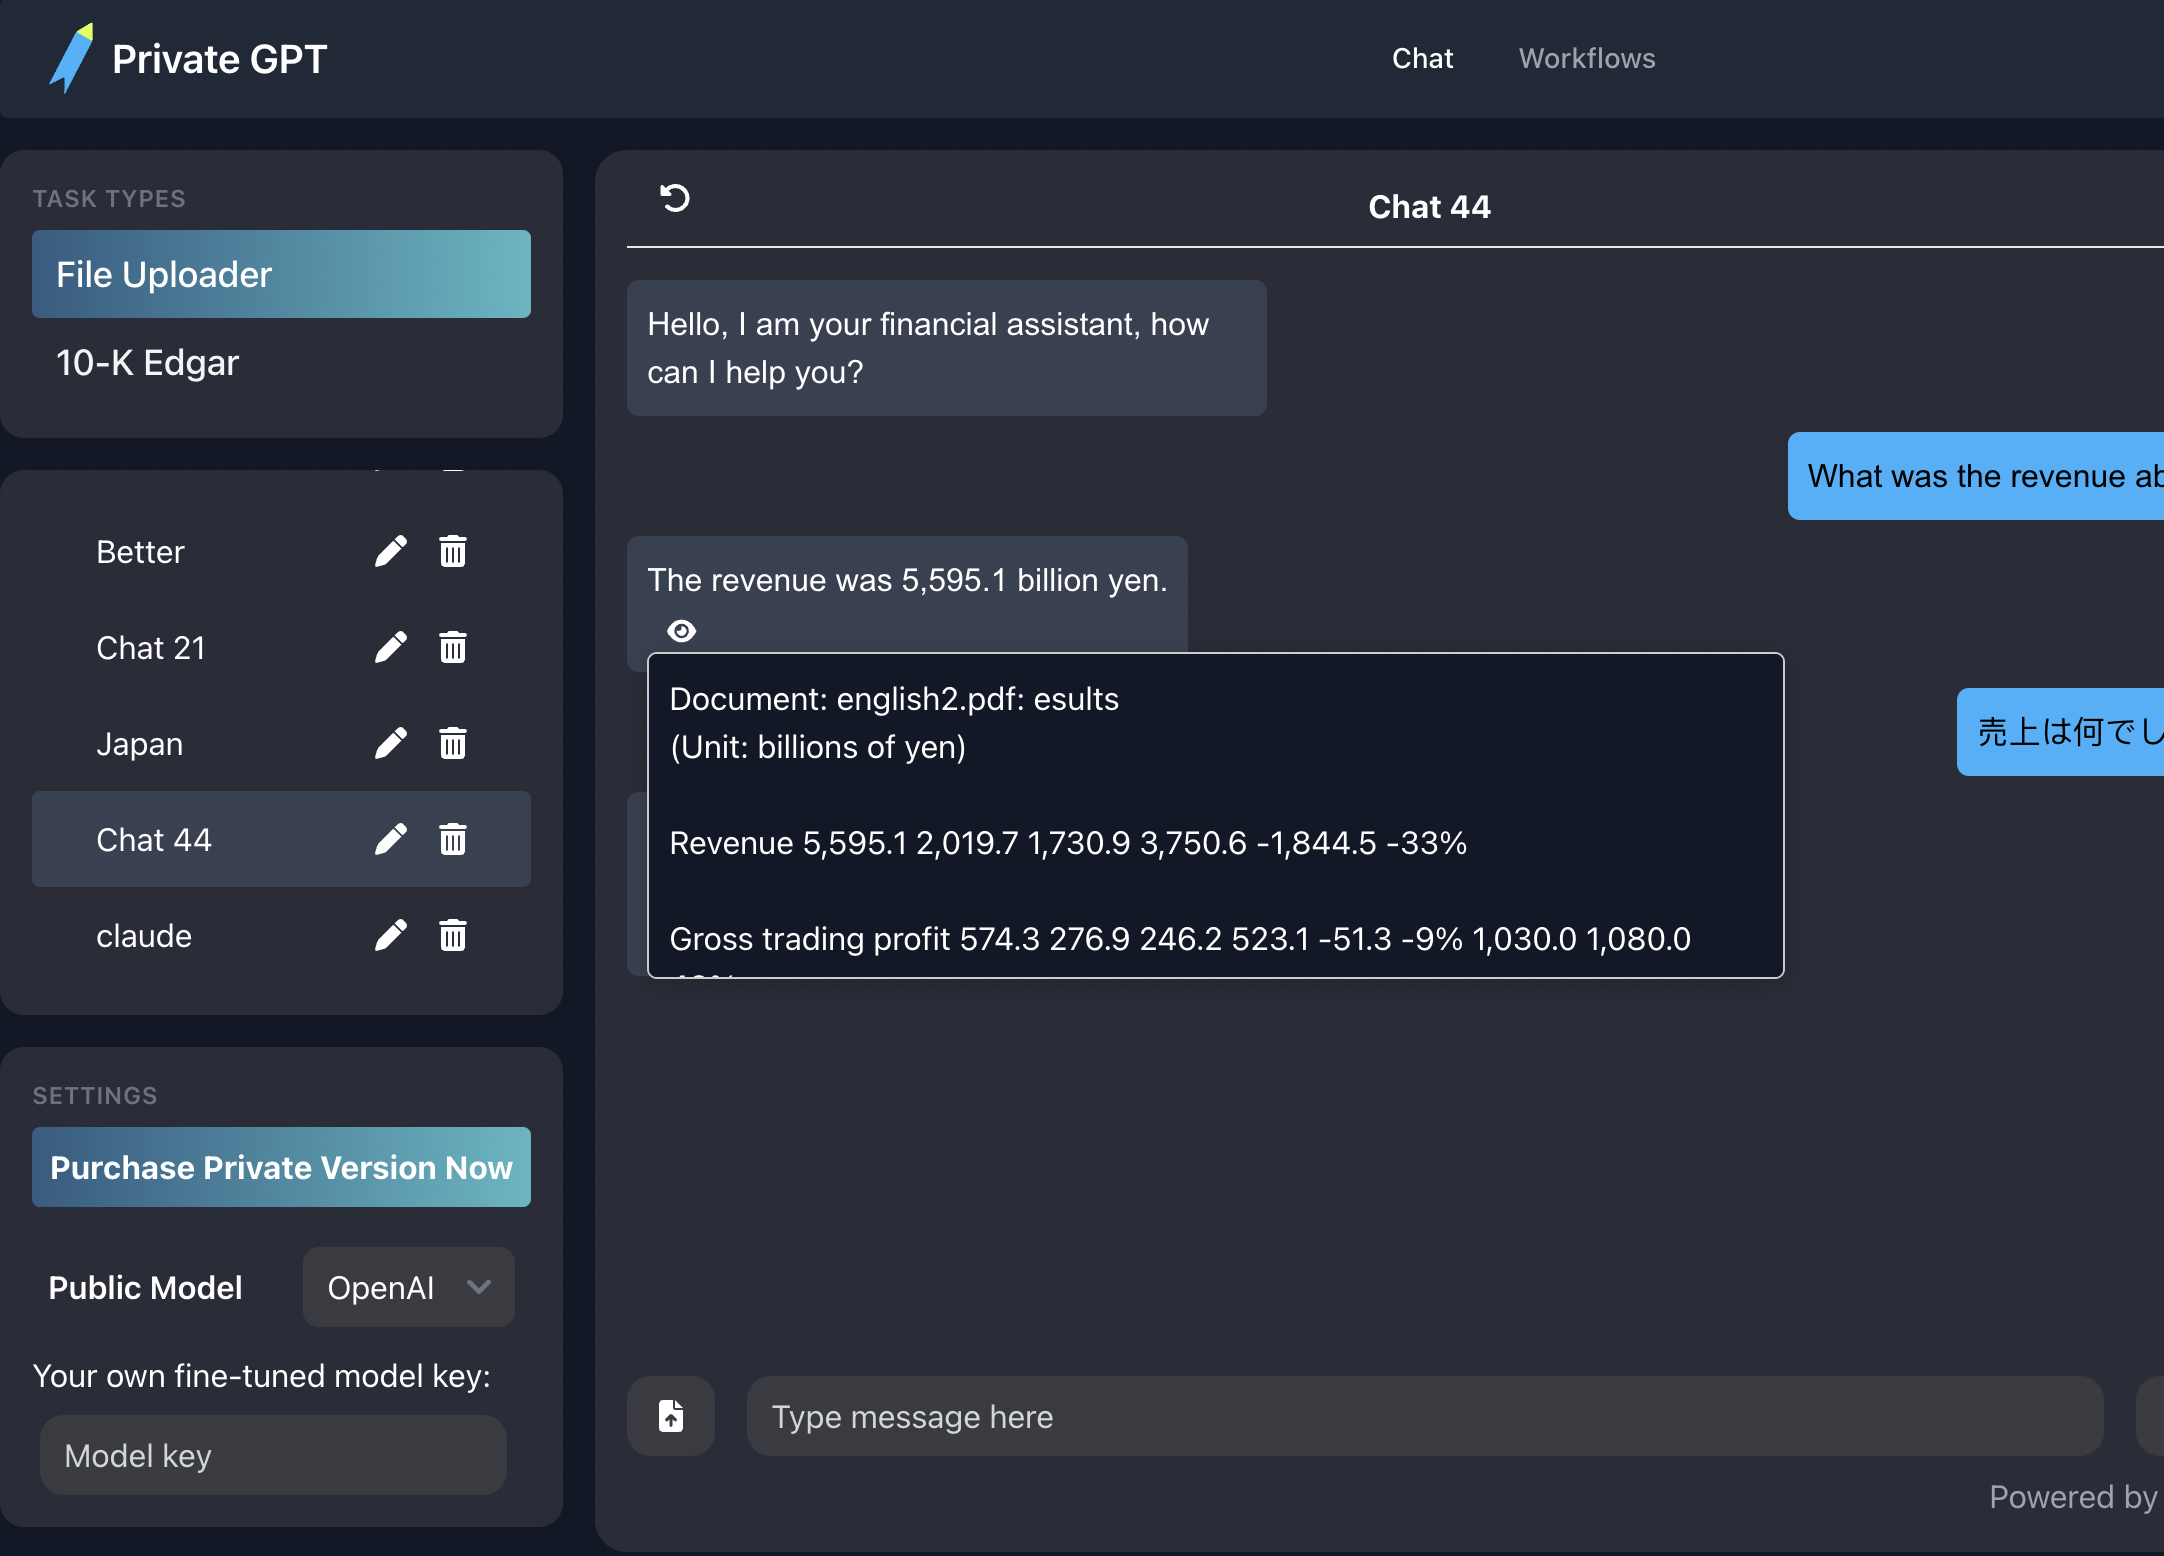 Private GPT
Chat
Workflows
TASK TYPES
File Uploader
10-K Edgar
Better
Chat 21
Japan
Chat 44
claude
SETTINGS
Purchase Private Version Now
Public Model
OpenAI
Your own fine-tuned model key:
Model key
Chat 44
Hello, I am your financial assistant, how
can I help you?
What was the revenue
The revenue was 5,595.1 billion yen.
Document: english2.pdf: esults
(Unit: billions of yen)
Revenue 5,595.1 2,019.7 1,730.9 3,750.6 -1,844.5 -33%
Gross trading profit 574.3 276.9 246.2 523.1 -51.3 -9% 1,030.0 1,080.0
売上は何でし
Type message here
Powered by